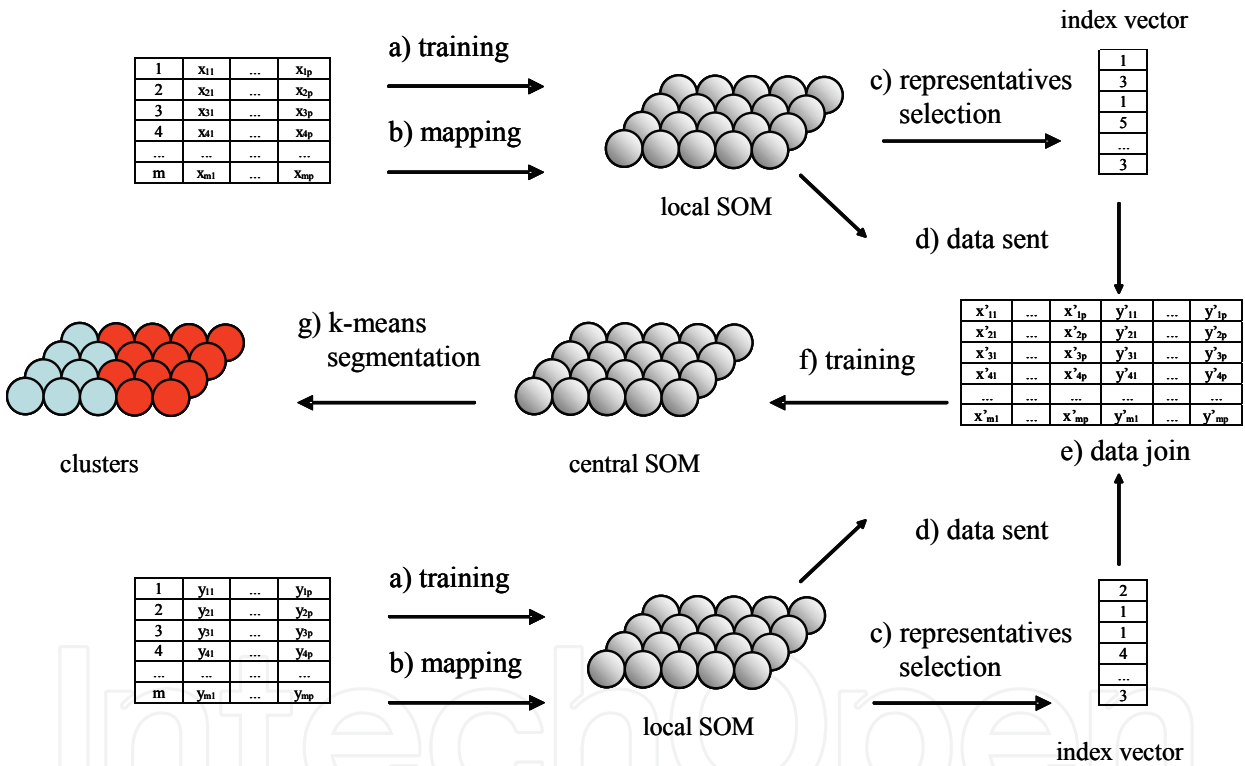 index vector
a) training
1 x11 ... x1p
2 x21 ... x2p
3 x31 ... x3p
4 x41 ... x4p
... ... ... ...
m xm1 ... xmp
b) mapping
local SOM
c) representatives
selection
1
3
1
5
...
3
d) data sent
x'11 ... x'1p y'11 ... y'1p
x'21 ... x'2p y'21 ... y'2p
x'31 ... x'3p y'31 ... y'3p
x'41 ... x'4p y'41 ... y'4p
... ... ... ... ... ...
x'm1 ... x'mp y'm1 ... y'mp
e) data join
f) training
central SOM
g) k-means
segmentation
clusters
d) data sent
a) training
1 y11 ... y1p
2 y21 ... y2p
3 y31 ... y3p
4 y41 ... y4p
... ... ... ...
m ym1 ... ymp
b) mapping
local SOM
c) representatives
selection
2
1
1
4
...
3
index vector
IntechOpen